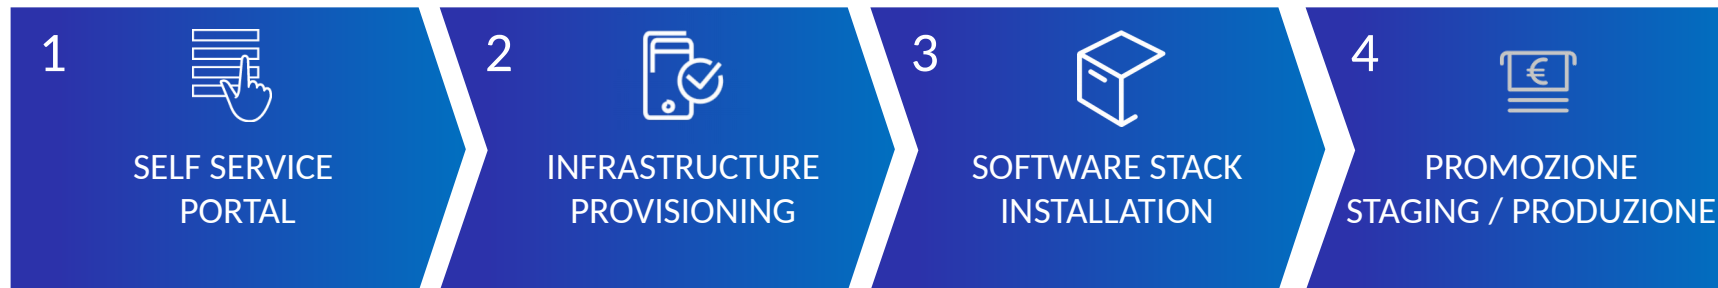 1
SELF SERVICE
PORTAL
2
INFRASTRUCTURE
PROVISIONING
3
SOFTWARE STACK
INSTALLATION
4
€
PROMOZIONE
STAGING / PRODUZIONE